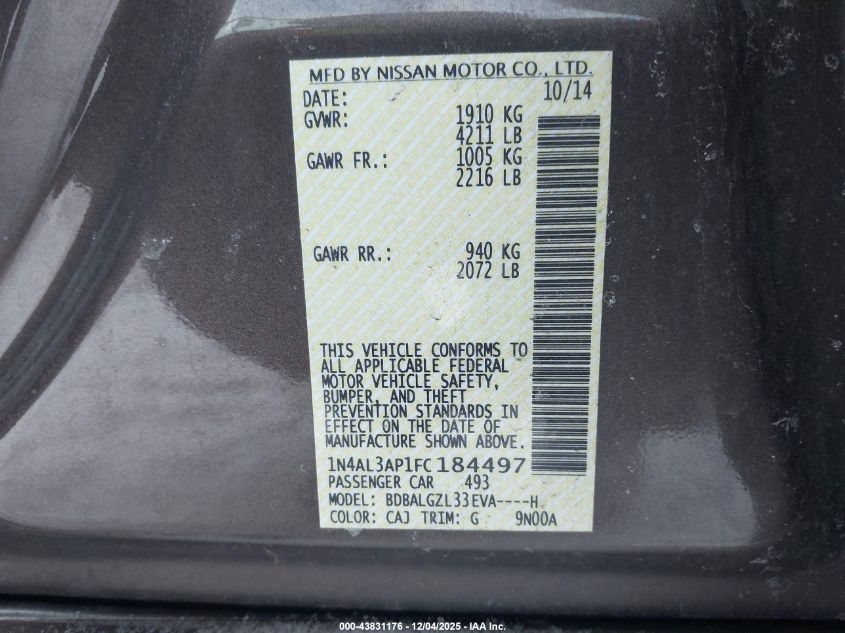 MFD BY NISSAN MOTOR CO., LTD.
DATE: 10/14
GVWR: 1910 KG
4211 LB
GAWR FR.: 1005 KG
2216 LB
GAWR RR.: 940 KG
2072 LB
THIS VEHICLE CONFORMS TO
ALL APPLICABLE FEDERAL
MOTOR VEHICLE SAFETY,
BUMPER, AND THEFT
PREVENTION STANDARDS IN
EFFECT ON THE DATE OF
MANUFACTURE SHOWN ABOVE.
1N4AL3AP1FC184497
PASSENGER CAR 493
MODEL: BDBALGZL33EVA----H
COLOR: CAJ TRIM: G 9N00A
000-43831176 - 12/04/2025 - IAA Inc.